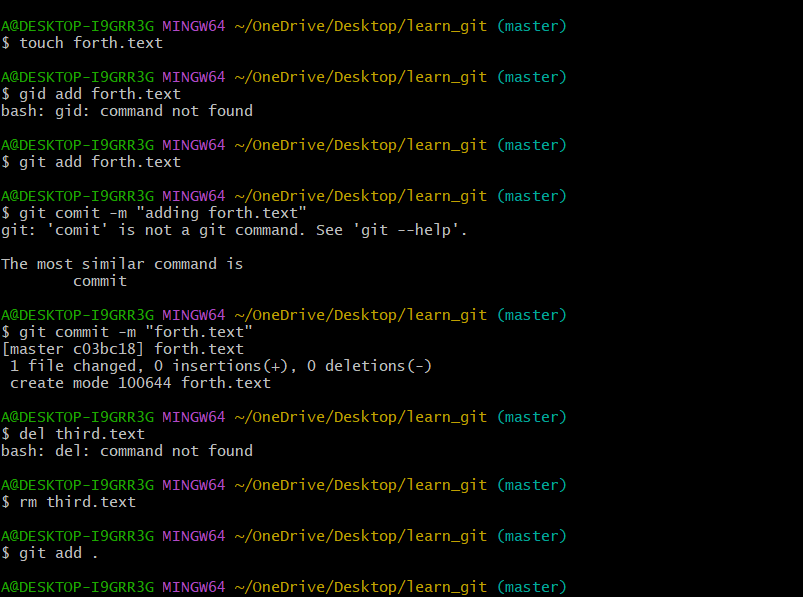 A@DESKTOP-I9GRR3G MINGW64 ~/OneDrive/Desktop/learn_git (master)
$ touch forth.text
A@DESKTOP-I9GRR3G MINGW64 ~/OneDrive/Desktop/learn_git (master)
$ gid add forth.text
bash: gid: command not found
A@DESKTOP-I9GRR3G MINGW64 ~/OneDrive/Desktop/learn_git (master)
$ git add forth.text
A@DESKTOP-I9GRR3G MINGW64 ~/OneDrive/Desktop/learn_git (master)
$ git comit -m "adding forth.text"
git: 'comit' is not a git command. See 'git --help'.
The most similar command is
commit
A@DESKTOP-I9GRR3G MINGW64 ~/OneDrive/Desktop/learn_git (master)
$ git commit -m "forth.text"
[master c03bc18] forth.text
1 file changed, 0 insertions(+), 0 deletions(-)
create mode 100644 forth.text
A@DESKTOP-I9GRR3G MINGW64 ~/OneDrive/Desktop/learn_git (master)
$ del third.text
bash: del: command not found
A@DESKTOP-I9GRR3G MINGW64 ~/OneDrive/Desktop/learn_git (master)
$ rm third.text
A@DESKTOP-I9GRR3G MINGW64 ~/OneDrive/Desktop/learn_git (master)
$ git add .
A@DESKTOP-I9GRR3G MINGW64 ~/OneDrive/Desktop/learn_git (master)